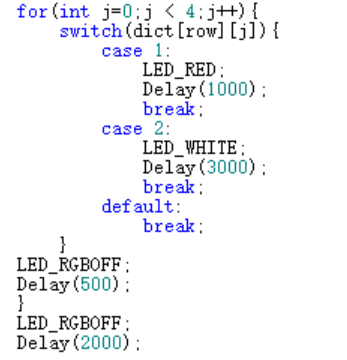 for(int j=0;j < 4;j++){
    switch(dict[row][j]){
        case 1:
            LED_RED;
            Delay(1000);
            break;
        case 2:
            LED_WHITE;
            Delay(3000);
            break;
        default:
            break;
    }
LED_RGBOFF;
Delay(500);
}
LED_RGBOFF;
Delay(2000);